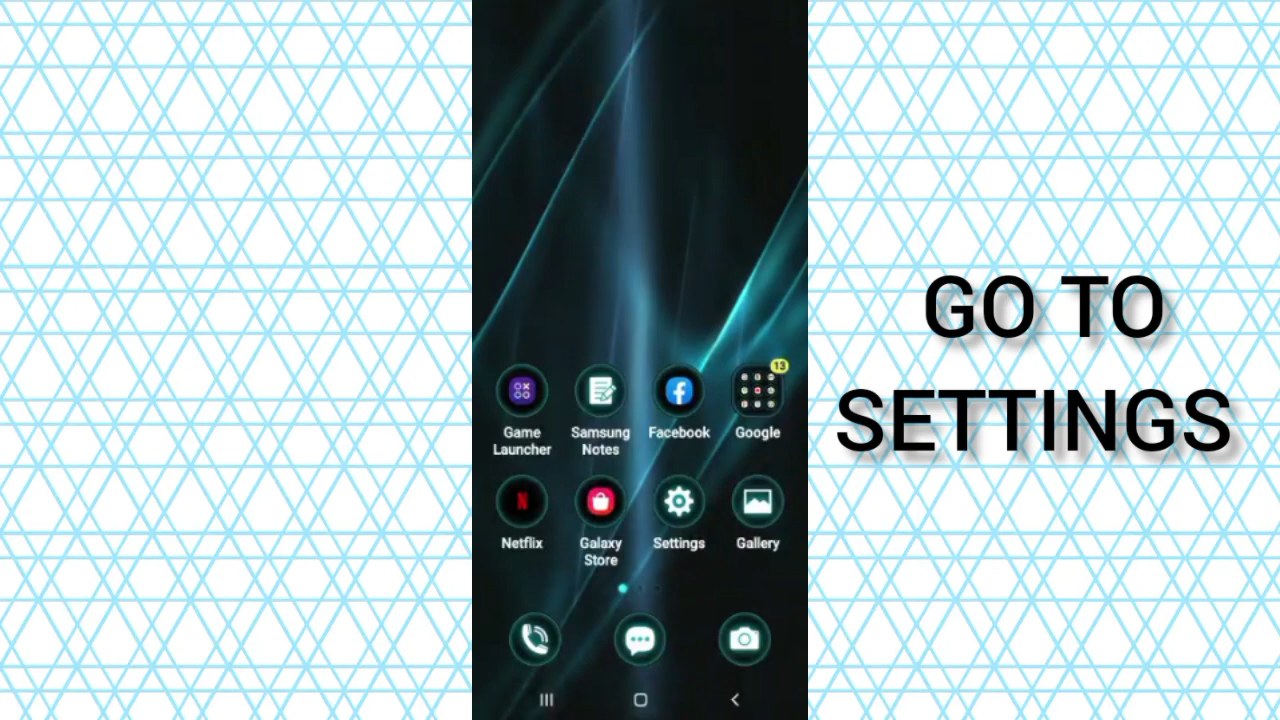 13
Game Launcher
Samsung Notes
Facebook
Google
Netflix
Galaxy Store
Settings
Gallery
GO TO
SETTINGS